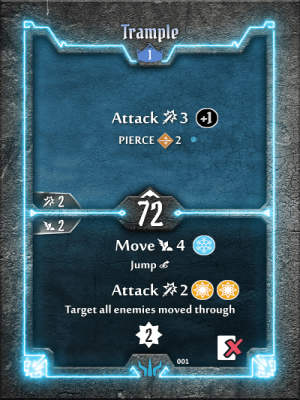 Trample
1
Attack 3 +1
PIERCE 2
2
72
2
Move 4
Jump
Attack 2
Target all enemies moved through
2
001